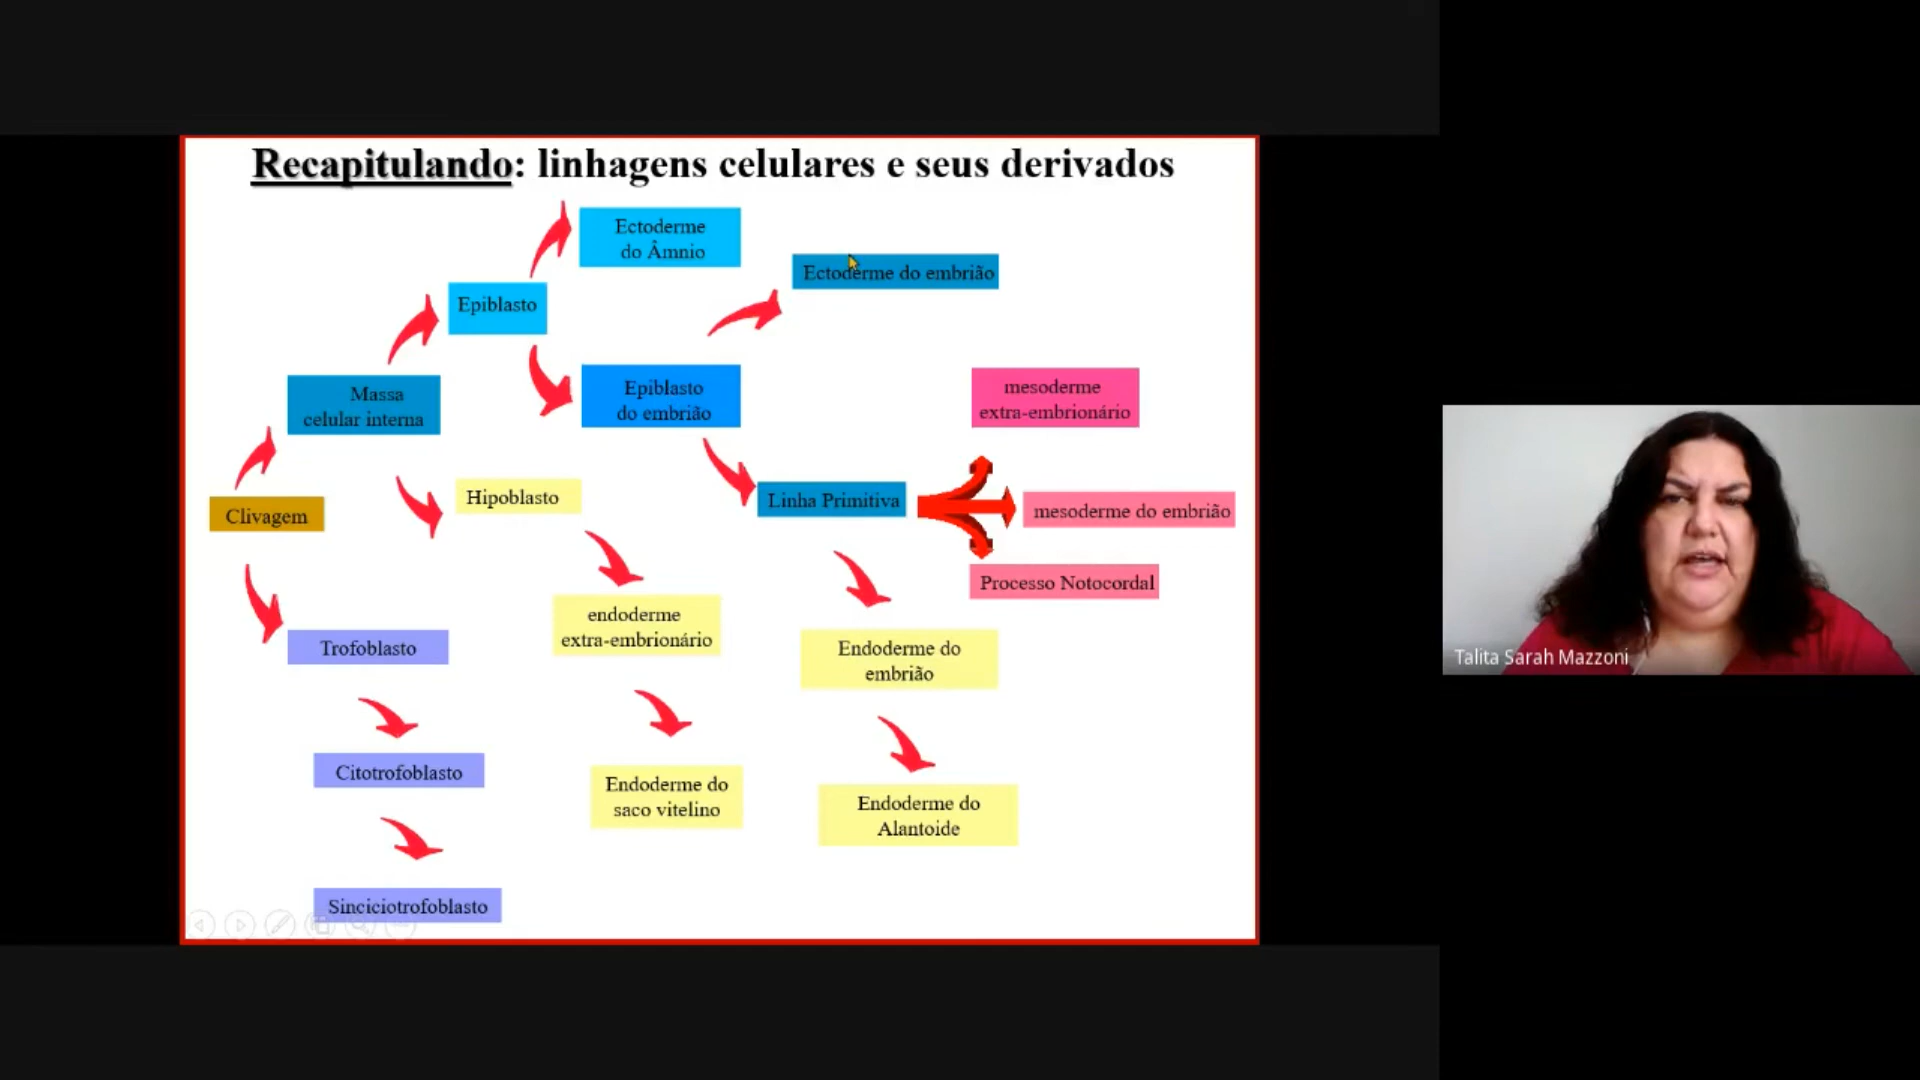 Recapitulando: linhagens celulares e seus derivados
Ectoderme
do Âmnio
Ectoderme do embrião
Epiblasto
Massa
celular interna
Epiblasto
do embrião
mesoderme
extra-embrionário
Clivagem
Hipoblasto
Linha Primitiva
mesoderme do embrião
Processo Notocordal
Trofoblasto
endoderme
extra-embrionário
Endoderme do
embrião
Citotrofoblasto
Endoderme do
saco vitelino
Endoderme do
Alantoide
Sinciciotrofoblasto
Talita Sarah Mazzoni